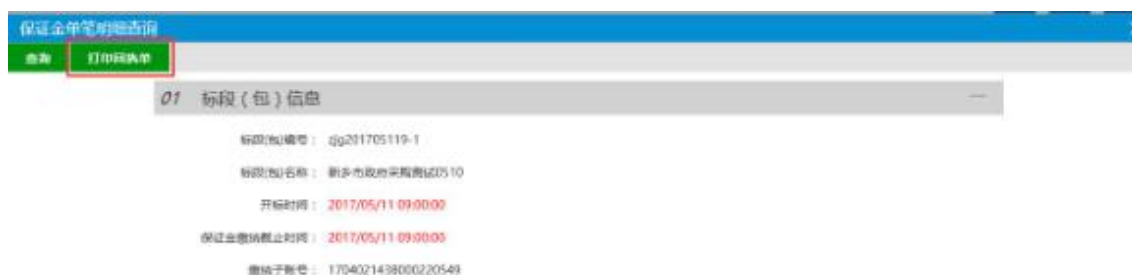 保证金单笔明细查询
查询 打印回执单
01 标段（包）信息
标段(包)编号： zjg201705119-1
标段(包)名称： 新乡市政府采购测试0510
开标时间： 2017/05/11 09:00:00
保证金缴纳截止时间： 2017/05/11 09:00:00
缴纳子账号： 1704021438000220549